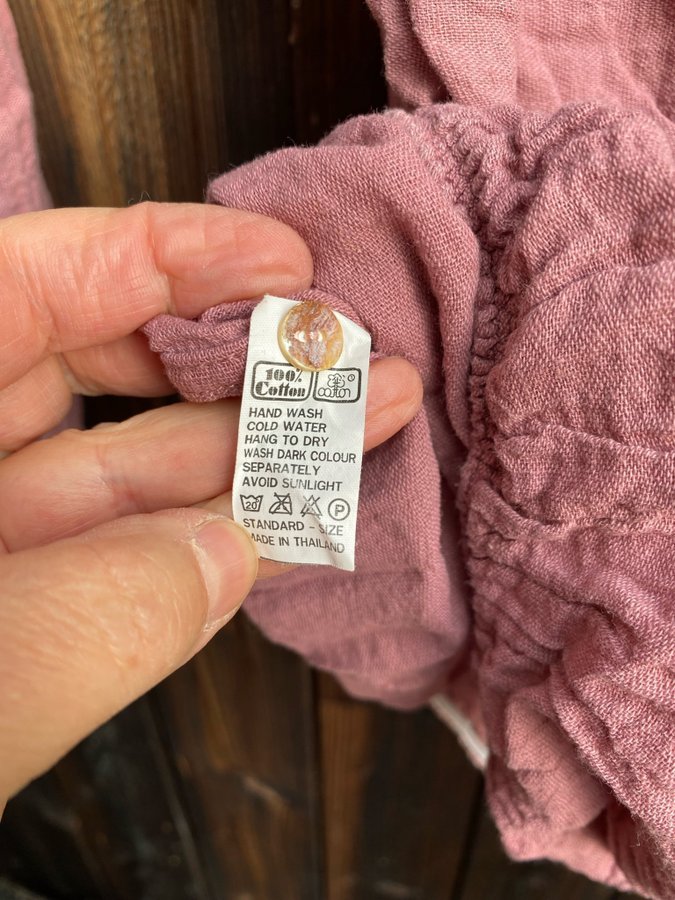 100% Cotton
cotton
HAND WASH
COLD WATER
HANG TO DRY
WASH DARK COLOUR
SEPARATELY
AVOID SUNLIGHT
20 P
STANDARD - SIZE
MADE IN THAILAND